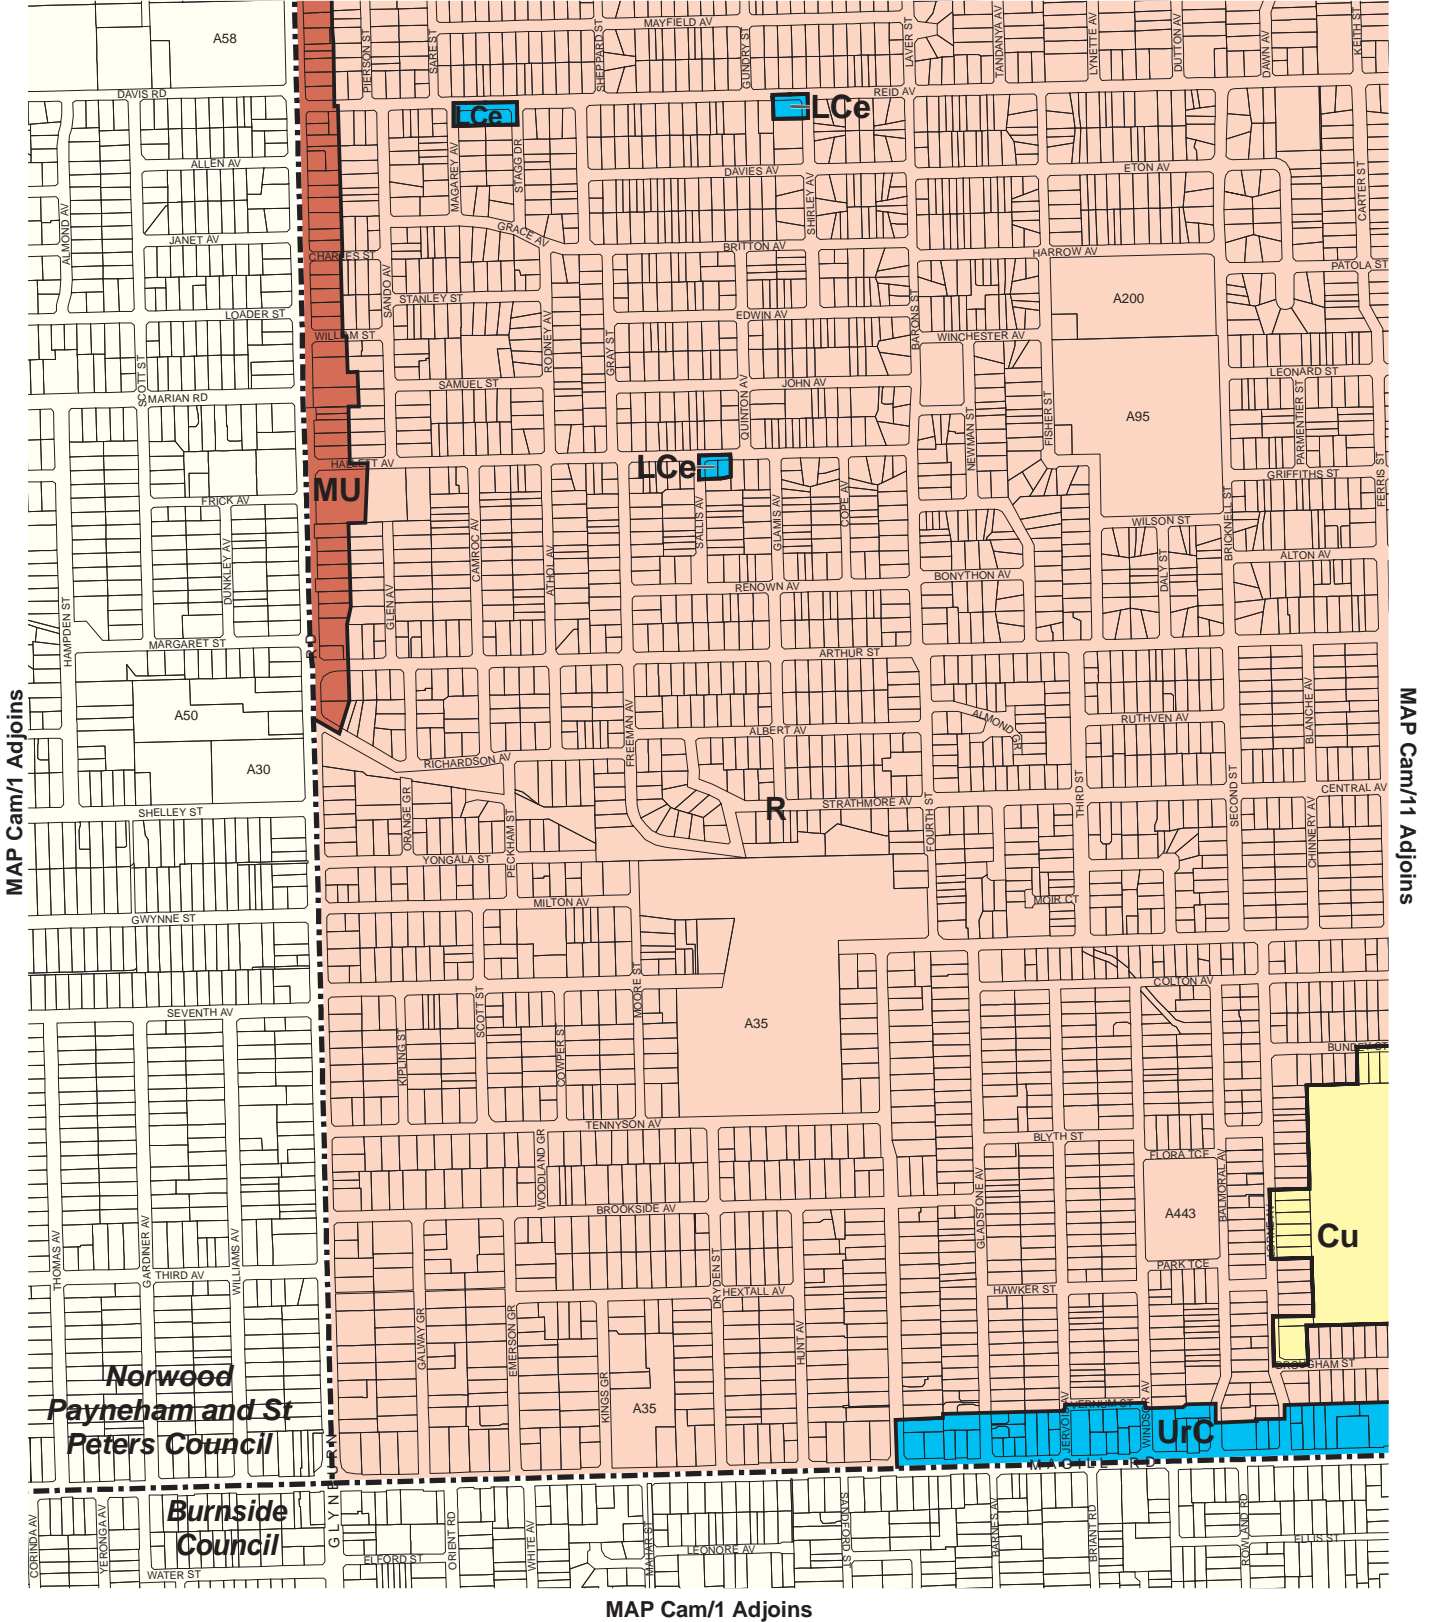 MAYFIELD AV
A58
PIERSON ST
SARE ST
SHEPPARD ST
GUNDRY ST
LAVER ST
TANDANYA AV
LYNETTE AV
DUTTON AV
DAWN AV
KEITH ST
DAVIS RD
REID AV
LCe
LCe
ALLEN AV
MAGAREY AV
STAGG DR
DAVIES AV
SHIRLEY AV
ETON AV
CARTER ST
ALMOND AV
JANET AV
GRACE AV
BRITTON AV
HARROW AV
CHARLES ST
PATOLA ST
SANDO AV
STANLEY ST
A200
LOADER ST
EDWIN AV
BARONS ST
WILLIAM ST
RODNEY AV
GRAY ST
WINCHESTER AV
SCOTT ST
MARIAN RD
SAMUEL ST
JOHN AV
QUINTON AV
LEONARD ST
A95
FISHER ST
NEWMAN ST
PARMENTIER ST
HALLETT AV
LCe
GRIFFITHS ST
FERRIS ST
MU
FRICK AV
SALLIS AV
GLAMIS AV
COPE AV
WILSON ST
BRICKNELL ST
DUNKLEY AV
CAMROC AV
ATHOL AV
DALY ST
ALTON AV
GLEN AV
RENOWN AV
BONYTHON AV
HAMPDEN ST
MARGARET ST
RD
ARTHUR ST
MAP Cam/1 Adjoins
MAP Cam/11 Adjoins
A50
FREEMAN AV
ALBERT AV
ALMOND GR
RUTHVEN AV
BLANCHE AV
A30
RICHARDSON AV
THIRD ST
SECOND ST
CENTRAL AV
SHELLEY ST
ORANGE GR
PECKHAM ST
R
STRATHMORE AV
FOURTH ST
CHINNERY AV
YONGALA ST
MILTON AV
MOIR CT
GWYNNE ST
MOORE ST
COLTON AV
SEVENTH AV
SCOTT ST
A35
KIPLING ST
COWPER S
BUNDEY ST
TENNYSON AV
BLYTH ST
WOODLAND GR
FLORA TCE
BALMORAL AV
BROOKSIDE AV
GLADSTONE AV
A443
LORNE AV
Cu
THOMAS AV
GARDINER AV
WILLIAMS AV
THIRD AV
DRYDEN ST
HEXTALL AV
PARK TCE
HAWKER ST
GALWAY GR
EMERSON GR
HUNT AV
BROUGHAM ST
Norwood
Payneham and St
Peters Council
KINGS GR
A35
JERVOIS AV
VERNUM ST
WINDSOR AV
UrC
MAGILL RD
GLYNBURN
Burnside
Council
CORINDA AV
YERONGA AV
WATER ST
ELFORD ST
ORIENT RD
WHITE AV
MAHAR ST
LEONORE AV
SANDFORD ST
BARNES AV
BRIANT RD
ROWLAND RD
ELLIS ST
MAP Cam/1 Adjoins